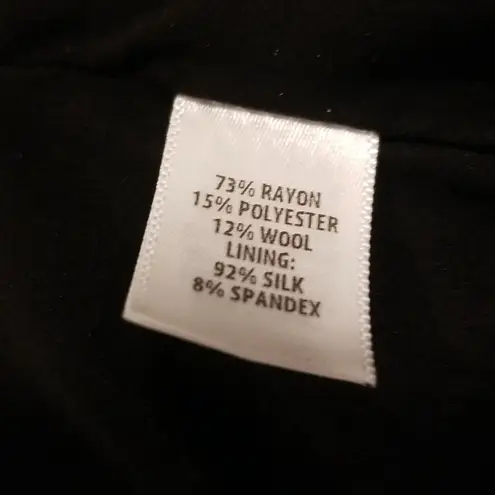 73% RAYON
15% POLYESTER
12% WOOL
LINING:
92% SILK
8% SPANDEX